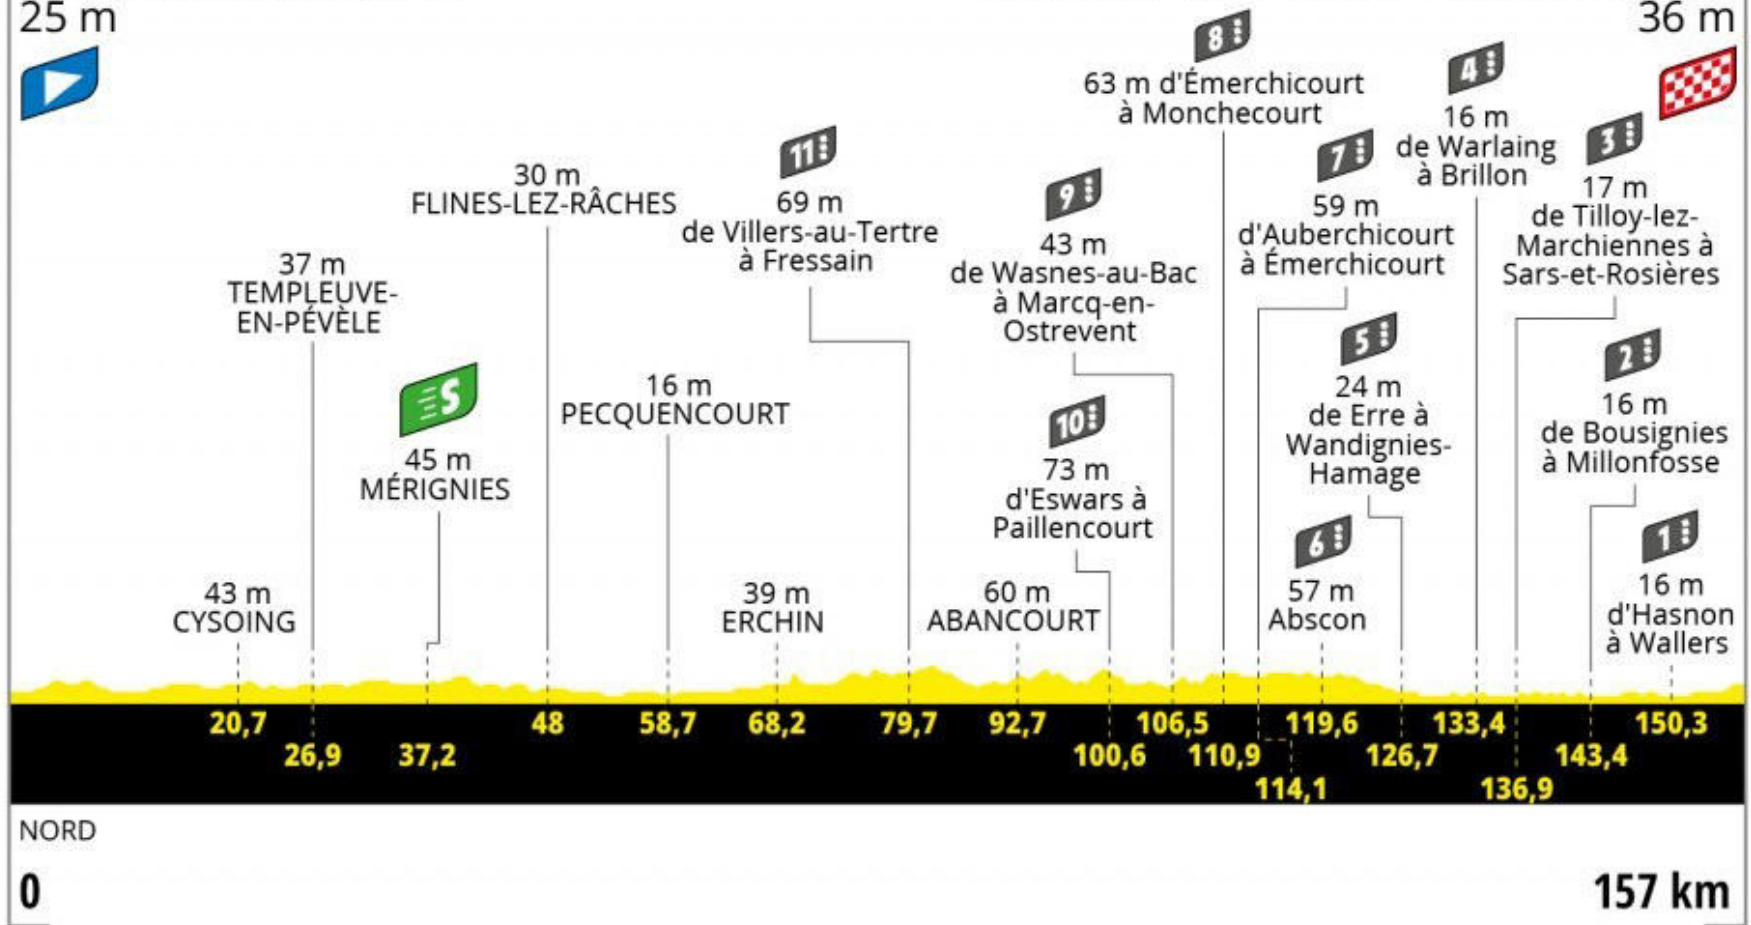 25 m
36 m
8
63 m d'Émerchicourt
à Monchecourt
4
16 m
de Warlaing
à Brillon
3
17 m
de Tilloy-lez-
Marchiennes à
Sars-et-Rosières
11
69 m
de Villers-au-Tertre
à Fressain
7
59 m
d'Auberchicourt
à Émerchicourt
30 m
FLINES-LEZ-RÂCHES
9
43 m
de Wasnes-au-Bac
à Marcq-en-
Ostrevent
37 m
TEMPLEUVE-
EN-PÉVÈLE
5
24 m
de Erre à
Wandignies-
Hamage
2
16 m
de Bousignies
à Millonfosse
S
45 m
MÉRIGNIES
16 m
PECQUENCOURT
10
73 m
d'Eswars à
Paillencourt
6
57 m
Abscon
1
16 m
d'Hasnon
à Wallers
43 m
CYSOING
39 m
ERCHIN
60 m
ABANCOURT
20,7
48
58,7
68,2
79,7
92,7
106,5
119,6
133,4
150,3
26,9
37,2
100,6
110,9
126,7
143,4
114,1
136,9
NORD
0
157 km